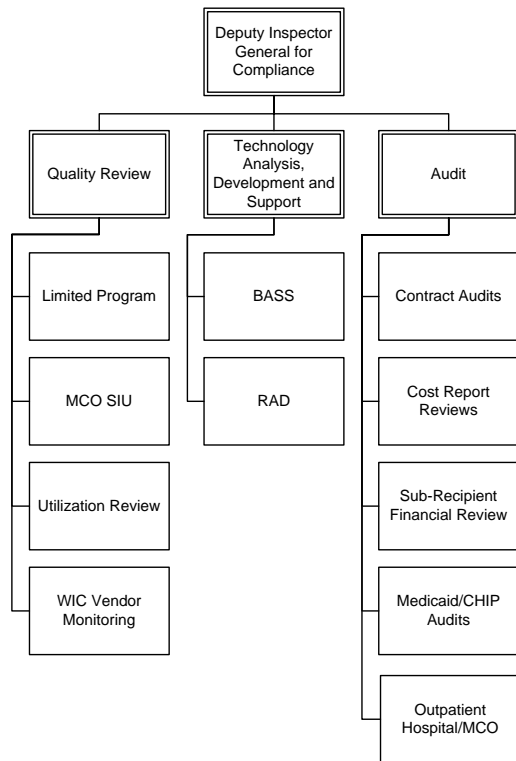 Deputy Inspector
General for
Compliance
Quality Review
Technology
Analysis,
Development and
Support
Audit
Limited Program
BASS
Contract Audits
MCO SIU
RAD
Cost Report
Reviews
Utilization Review
Sub-Recipient
Financial Review
WIC Vendor
Monitoring
Medicaid/CHIP
Audits
Outpatient
Hospital/MCO